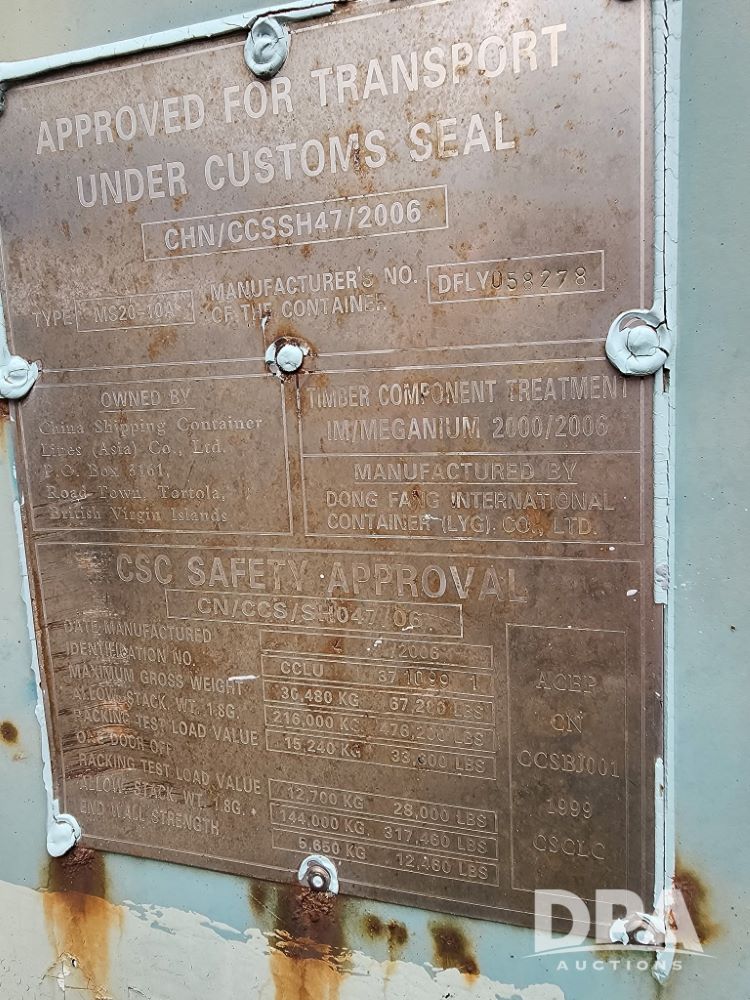 APPROVED FOR TRANSPORT
UNDER CUSTOMS SEAL
CHN/CCSSH47/2006
TYPE MS20-10A
MANUFACTURER'S NO.
OF THE CONTAINER
DFLY058278
OWNED BY
China Shipping Container
Lines (Asia) Co., Ltd.
P.O. Box 3161,
Road Town, Tortola,
British Virgin Islands
TIMBER COMPONENT TREATMENT
IM/MEGANIUM 2000/2006
MANUFACTURED BY
DONG FANG INTERNATIONAL
CONTAINER (LYG) CO., LTD.
CSC SAFETY APPROVAL
CN/CCS/SH047/06
DATE MANUFACTURED 4 / 2006
IDENTIFICATION NO. CCLU 371099 1
MAXIMUM GROSS WEIGHT 30,480 KG 67,200 LBS
ALLOW. STACK. WT. 1.8G. 216,000 KG 476,200 LBS
RACKING TEST LOAD VALUE 15,240 KG 33,600 LBS
ONE DOOR OFF
RACKING TEST LOAD VALUE 12,700 KG 28,000 LBS
ALLOW. STACK. WT. 1.8G. 144,000 KG. 317,460 LBS
END WALL STRENGTH 5,650 KG 12,460 LBS
ACEP
CN
CCSBJ001
1999
CSCLC
DPA
AUCTIONS